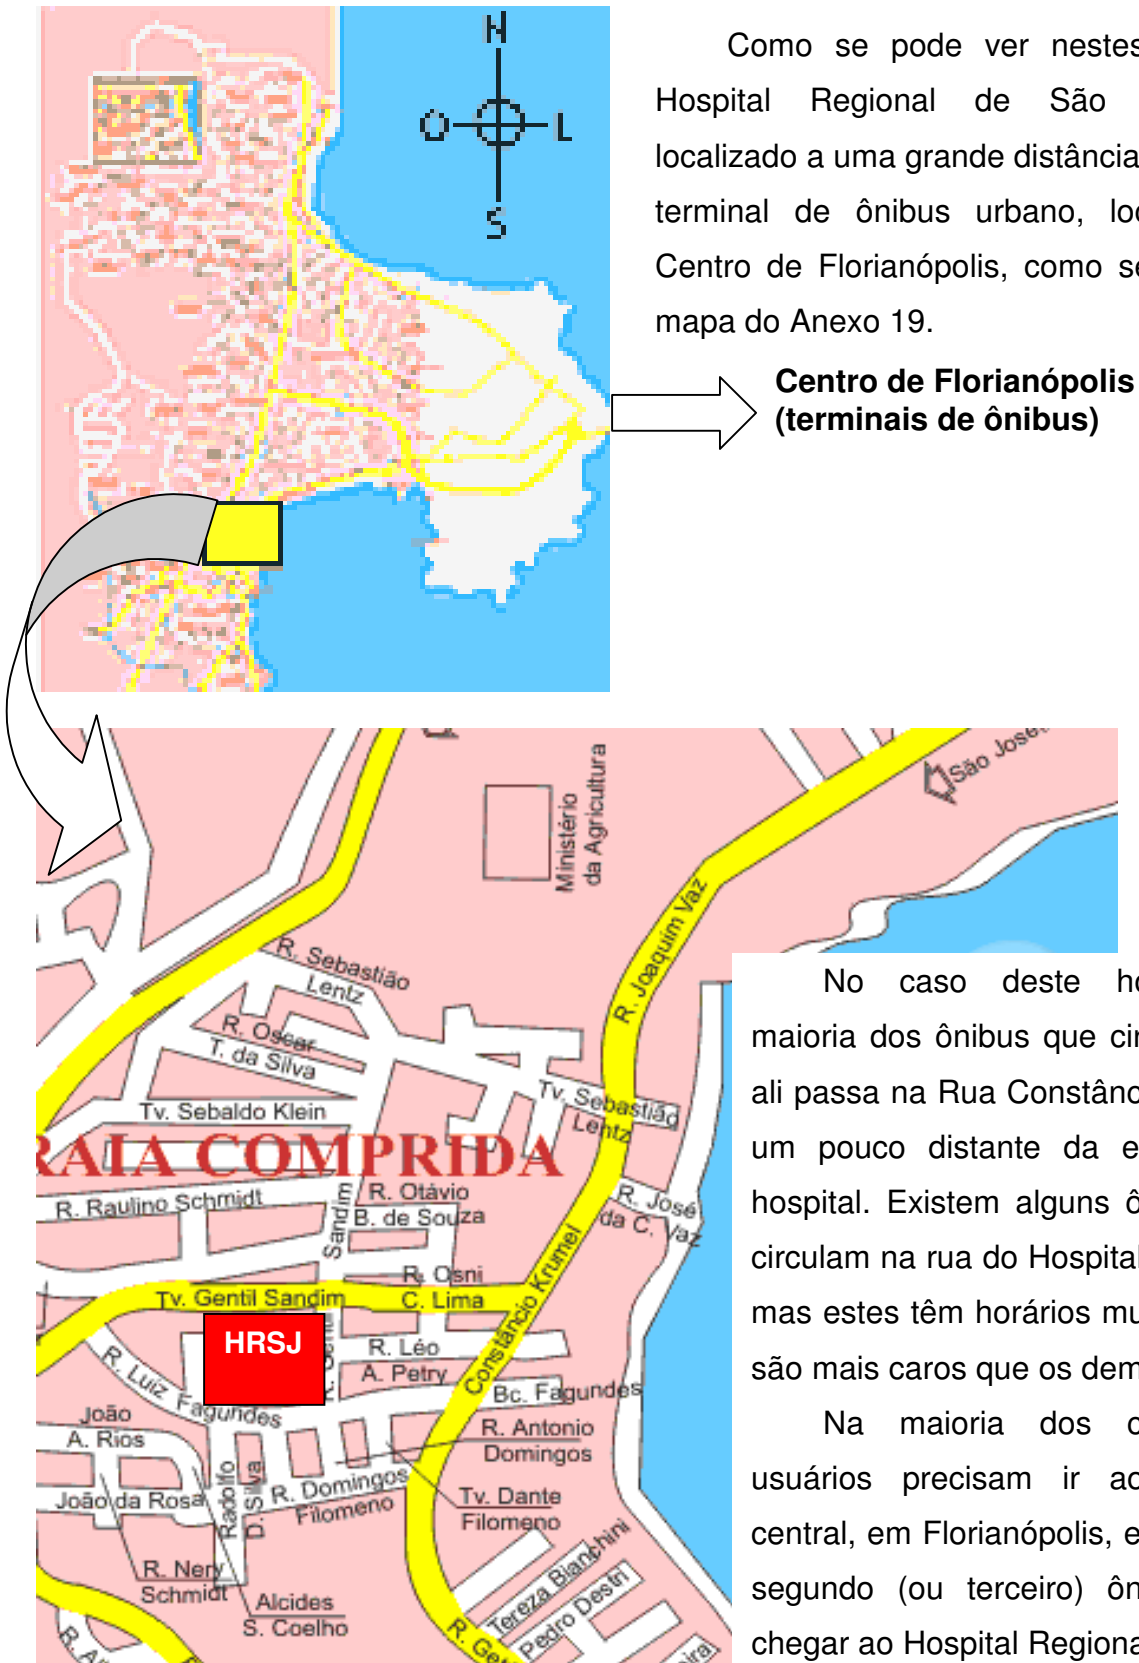 N
O
L
S
Como se pode ver nestes
Hospital Regional de São
localizado a uma grande distância
terminal de ônibus urbano, loc
Centro de Florianópolis, como se
mapa do Anexo 19.
Centro de Florianópolis
(terminais de ônibus)
São José
Ministério
da Agricultura
R. Joaquim Vaz
R. Sebastião
Lentz
R. Oscar
T. da Silva
Tv. Sebaldo Klein
Tv. Sebastião
Lentz
RAIA COMPRIDA
R. Raulino Schmidt
Sandim
R. Otávio
B. de Souza
R. José
da C. Vaz
R. Osni
C. Lima
Tv. Gentil Sandim
Constâncio Krumel
HRSJ
R. Genti
R. Léo
A. Petry
R. Luiz Fagundes
Bc. Fagundes
João
A. Rios
R. Antonio
Domingos
João da Rosa
Radolfo
D. Silva
R. Domingos
Filomeno
Tv. Dante
Filomeno
R. Nery
Schmidt
Alcides
S. Coelho
Tereza Bianchini
Pedro Destri
R. Get
eira
R. A
No caso deste ho
maioria dos ônibus que cir
ali passa na Rua Constânc
um pouco distante da e
hospital. Existem alguns ô
circulam na rua do Hospital
mas estes têm horários mu
são mais caros que os dem
Na maioria dos c
usuários precisam ir ao
central, em Florianópolis, e
segundo (ou terceiro) ôn
chegar ao Hospital Regiona